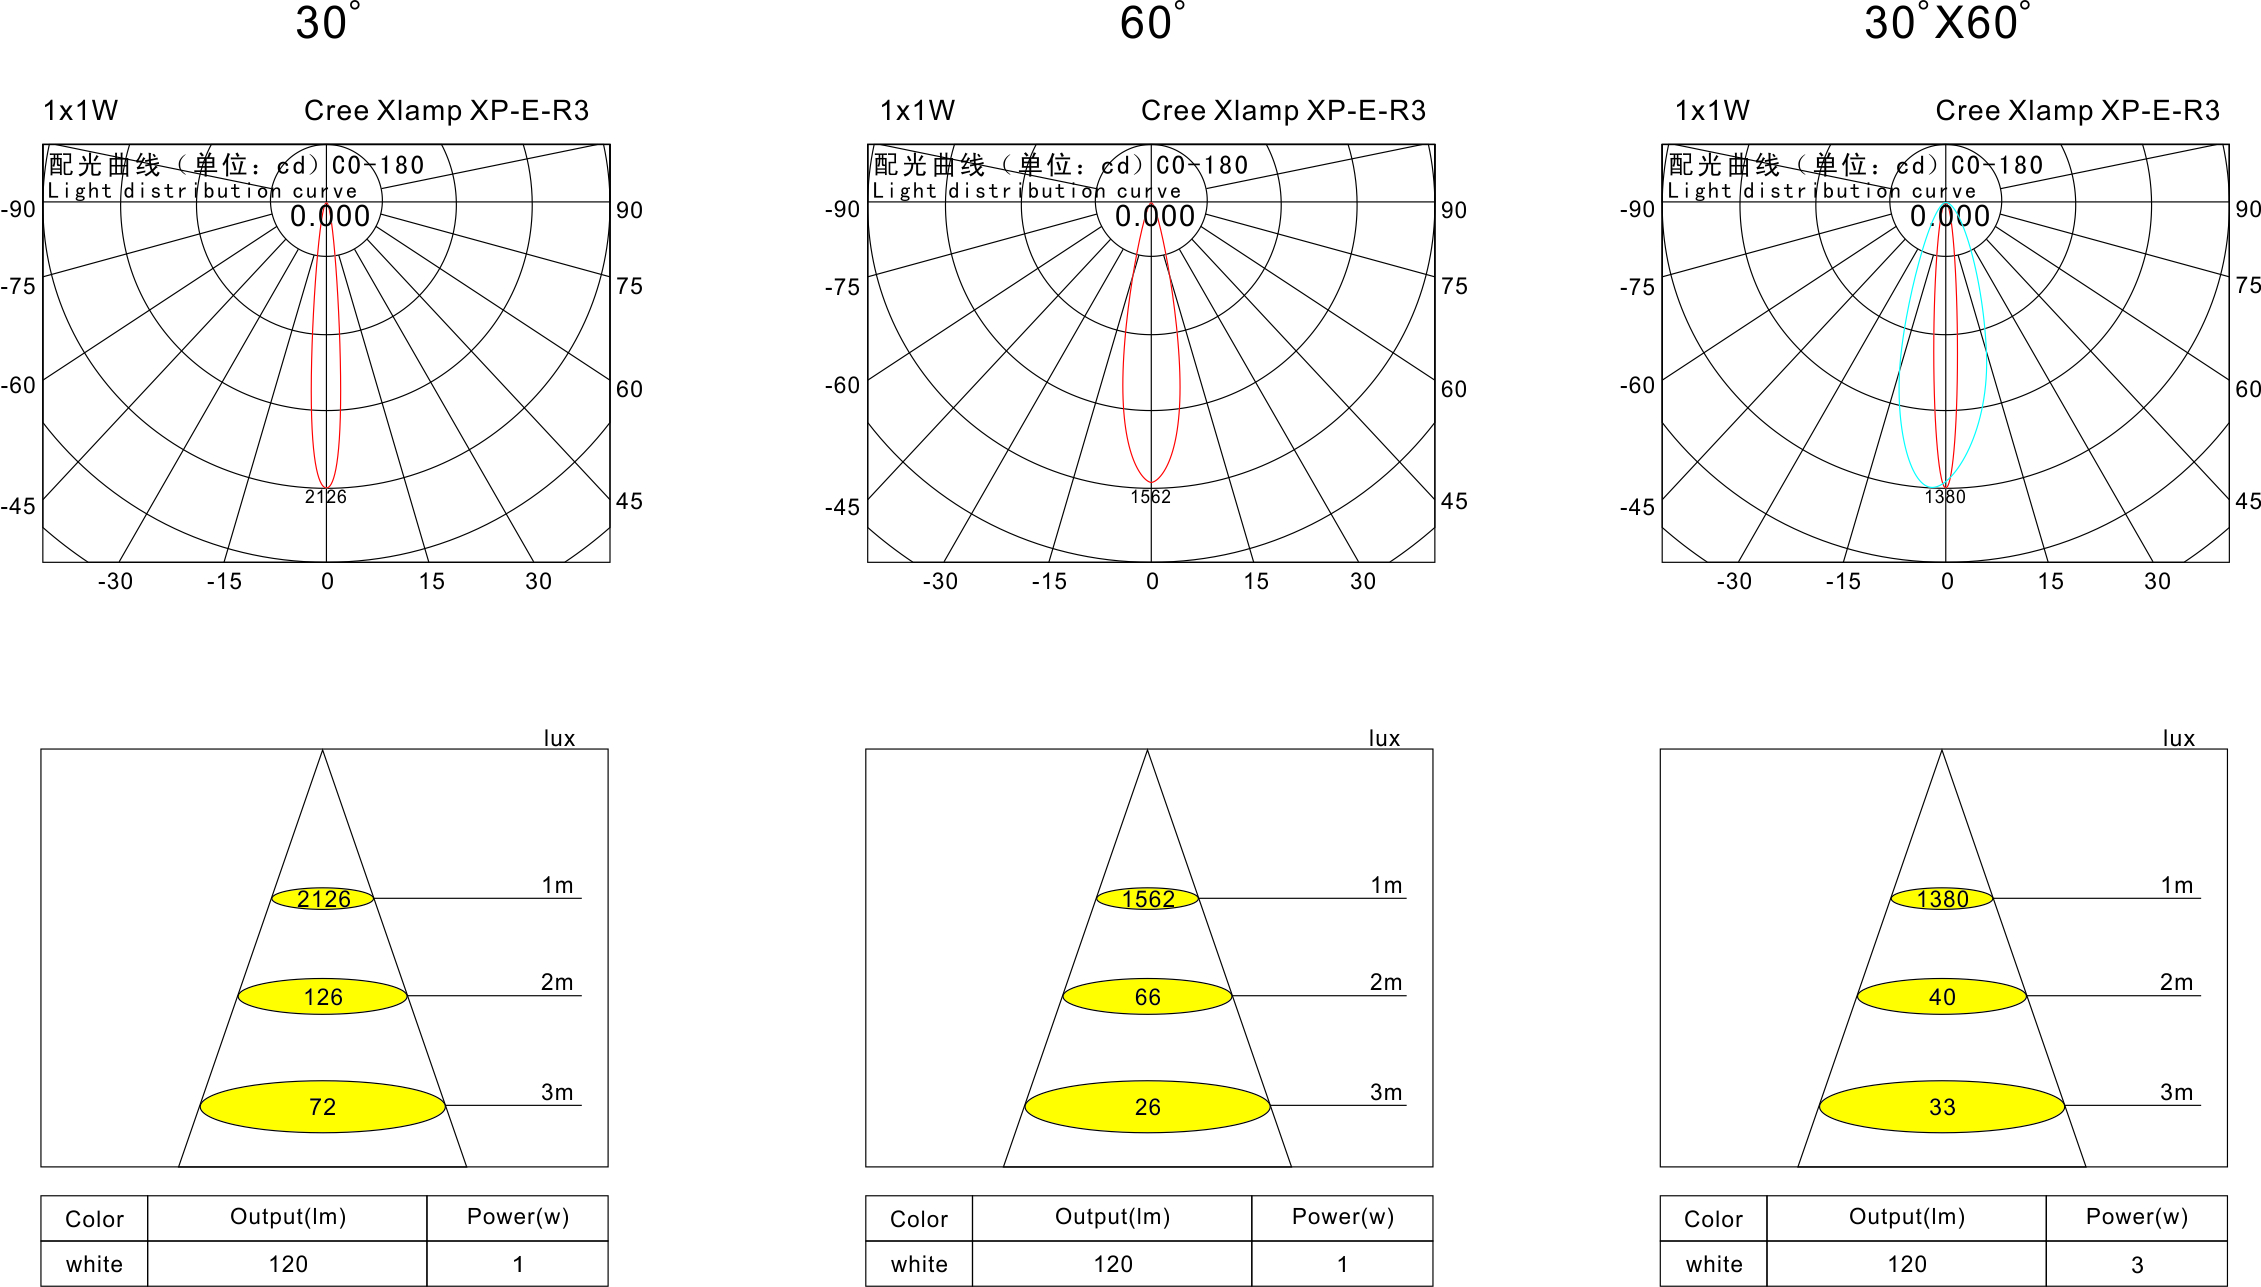 30°
1x1W Cree Xlamp XP-E-R3
配光曲线（单位：cd）C0-180
Light distribution curve
0.000
-90 90
-75 75
-60 60
2126
-45 45
-30 -15 0 15 30
lux
1m
2126
2m
126
3m
72
Color Output(lm) Power(w)
white 120 1
60°
1x1W Cree Xlamp XP-E-R3
配光曲线（单位：cd）C0-180
Light distribution curve
0.000
-90 90
-75 75
-60 60
1562
-45 45
-30 -15 0 15 30
lux
1m
1562
2m
66
3m
26
Color Output(lm) Power(w)
white 120 1
30°X60°
1x1W Cree Xlamp XP-E-R3
配光曲线（单位：cd）C0-180
Light distribution curve
0.000
-90 90
-75 75
-60 60
1380
-45 45
-30 -15 0 15 30
lux
1m
1380
2m
40
3m
33
Color Output(lm) Power(w)
white 120 3